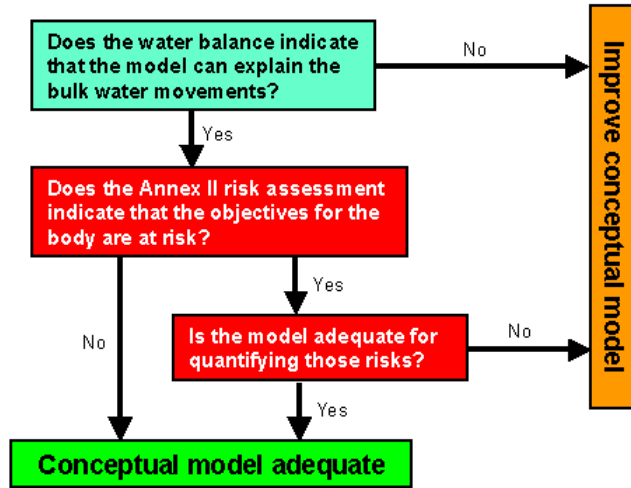 Does the water balance indicate
that the model can explain the
bulk water movements?
No
Yes
Does the Annex II risk assessment
indicate that the objectives for the
body are at risk?
Yes
No
Is the model adequate for
quantifying those risks?
No
Yes
Conceptual model adequate
Improve conceptual model